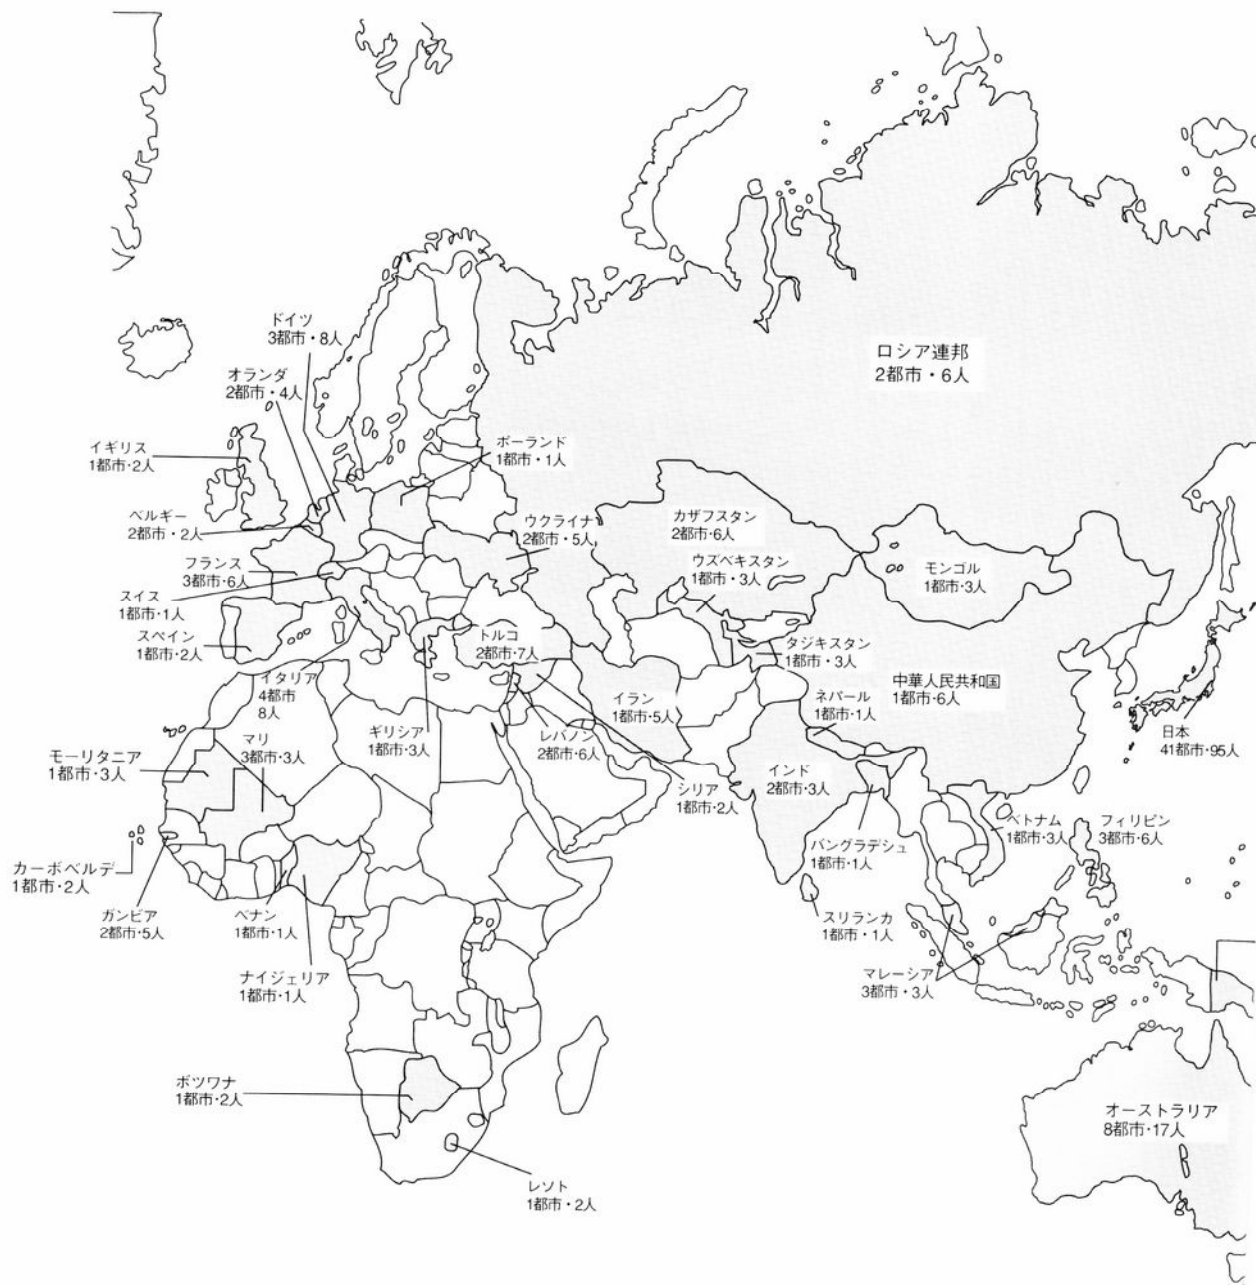 ドイツ
3都市・8人
オランダ
2都市・4人
ロシア連邦
2都市・6人
イギリス
1都市・2人
ポーランド
1都市・1人
ベルギー
2都市・2人
ウクライナ
2都市・5人
カザフスタン
2都市・6人
フランス
3都市・6人
ウズベキスタン
1都市・3人
モンゴル
1都市・3人
スイス
1都市・1人
スペイン
1都市・2人
トルコ
2都市・7人
タジキスタン
1都市・3人
イタリア
4都市
8人
イラン
1都市・5人
ネパール
1都市・1人
中華人民共和国
1都市・6人
モーリタニア
1都市・3人
マリ
3都市・3人
ギリシア
1都市・3人
レバノン
2都市・6人
日本
41都市・95人
シリア
1都市・2人
インド
2都市・3人
ベトナム
1都市・3人
フィリピン
3都市・6人
バングラデシュ
1都市・1人
カーボベルデ
1都市・2人
ガンビア
2都市・5人
ベナン
1都市・1人
スリランカ
1都市・1人
ナイジェリア
1都市・1人
マレーシア
3都市・3人
ボツワナ
1都市・2人
オーストラリア
8都市・17人
レソト
1都市・2人